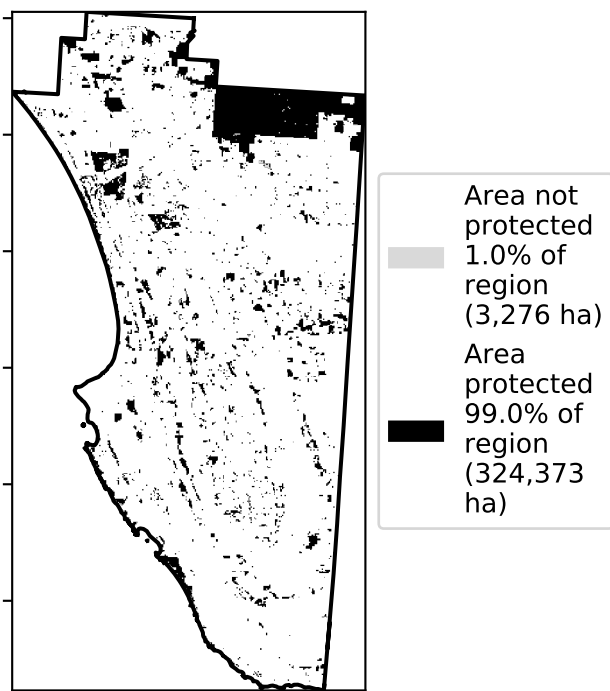 Area not
protected
1.0% of
region
(3,276 ha)
Area
protected
99.0% of
region
(324,373
ha)